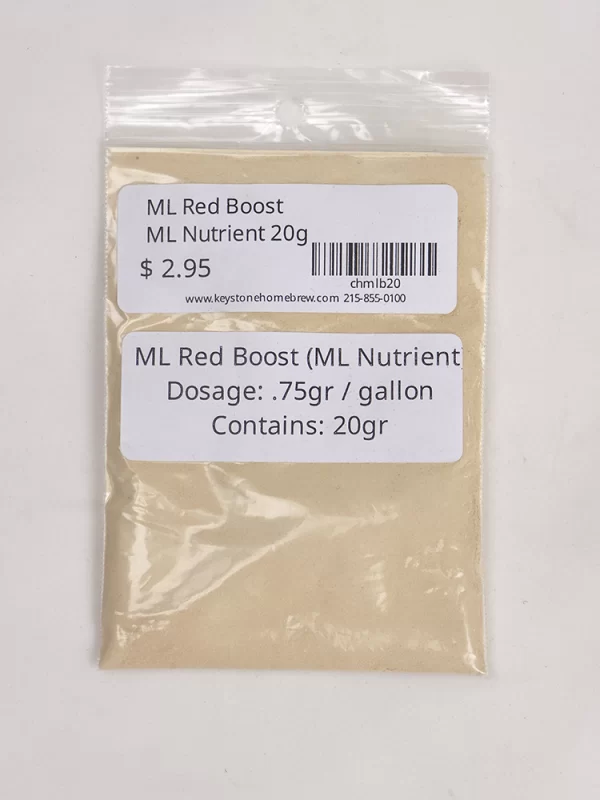 ML Red Boost
ML Nutrient 20g
$ 2.95
chmlb20
www.keystonehomebrew.com 215-855-0100
ML Red Boost (ML Nutrient
Dosage: .75gr / gallon
Contains: 20gr